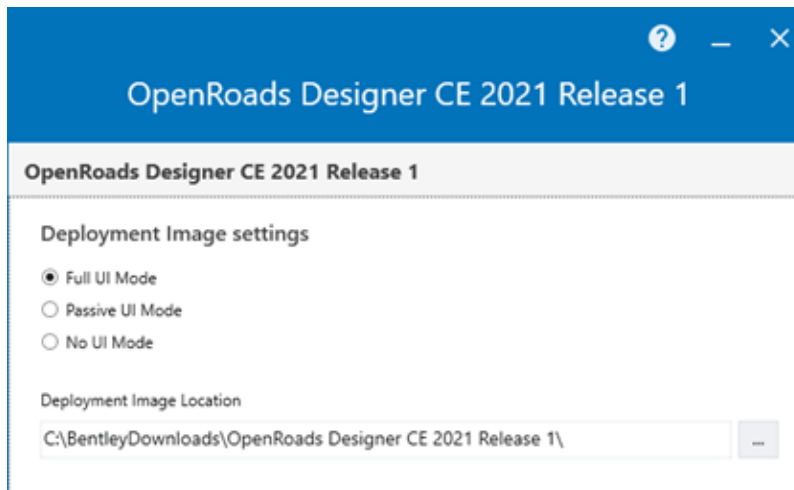 OpenRoads Designer CE 2021 Release 1
OpenRoads Designer CE 2021 Release 1
Deployment Image settings
Full UI Mode
Passive UI Mode
No UI Mode
Deployment Image Location
C:\BentleyDownloads\OpenRoads Designer CE 2021 Release 1\
...